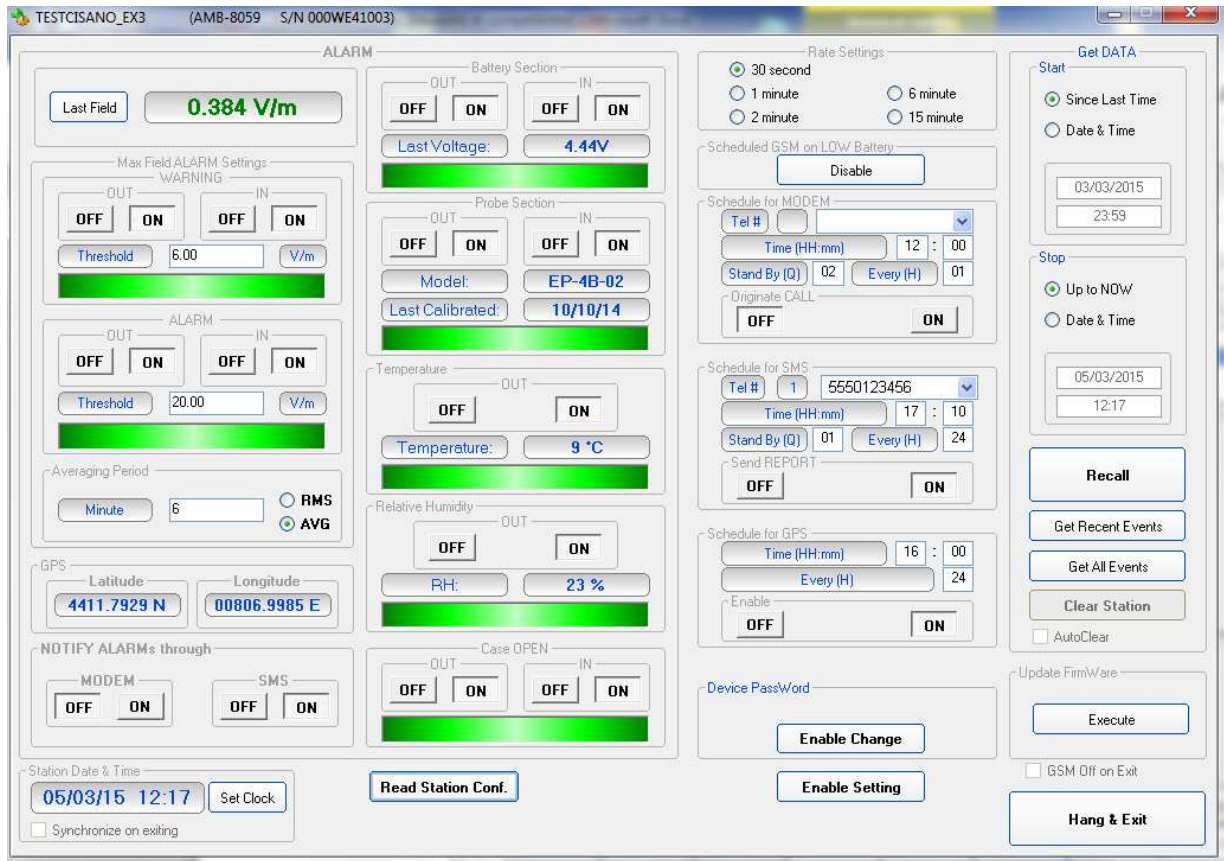 TESTCISANO_EX3 (AMB-8059 S/N 000WE41003)
ALARM
Last Field 0.384 V/m
Max Field ALARM Settings
WARNING
OUT IN
OFF ON OFF ON
Threshold 6.00 V/m
ALARM
OUT IN
OFF ON OFF ON
Threshold 20.00 V/m
Averaging Period
Minute 6
RMS
AVG
GPS
Latitude Longitude
4411.7929 N 00806.9985 E
NOTIFY ALARMs through
MODEM SMS
OFF ON OFF ON
Station Date & Time
05/03/15 12:17 Set Clock
Synchronize on exiting
Battery Section
OUT IN
OFF ON OFF ON
Last Voltage: 4.44V
Probe Section
OUT IN
OFF ON OFF ON
Model: EP-4B-02
Last Calibrated: 10/10/14
Temperature
OUT
OFF ON
Temperature: 9 °C
Relative Humidity
OUT
OFF ON
RH: 23 %
Case OPEN
OUT IN
OFF ON OFF ON
Read Station Conf.
Rate Settings
30 second
1 minute 6 minute
2 minute 15 minute
Scheduled GSM on LOW Battery
Disable
Schedule for MODEM
Tel #
Time (HH:mm) 12 : 00
Stand By (Q) 02 Every (H) 01
Originate CALL
OFF ON
Schedule for SMS
Tel # 1 5550123456
Time (HH:mm) 17 : 10
Stand By (Q) 01 Every (H) 24
Send REPORT
OFF ON
Schedule for GPS
Time (HH:mm) 16 : 00
Every (H) 24
Enable
OFF ON
Device PassWord
Enable Change
Enable Setting
Get DATA
Start
Since Last Time
Date & Time
03/03/2015
23:59
Stop
Up to NOW
Date & Time
05/03/2015
12:17
Recall
Get Recent Events
Get All Events
Clear Station
AutoClear
Update FirmWare
Execute
GSM Off on Exit
Hang & Exit